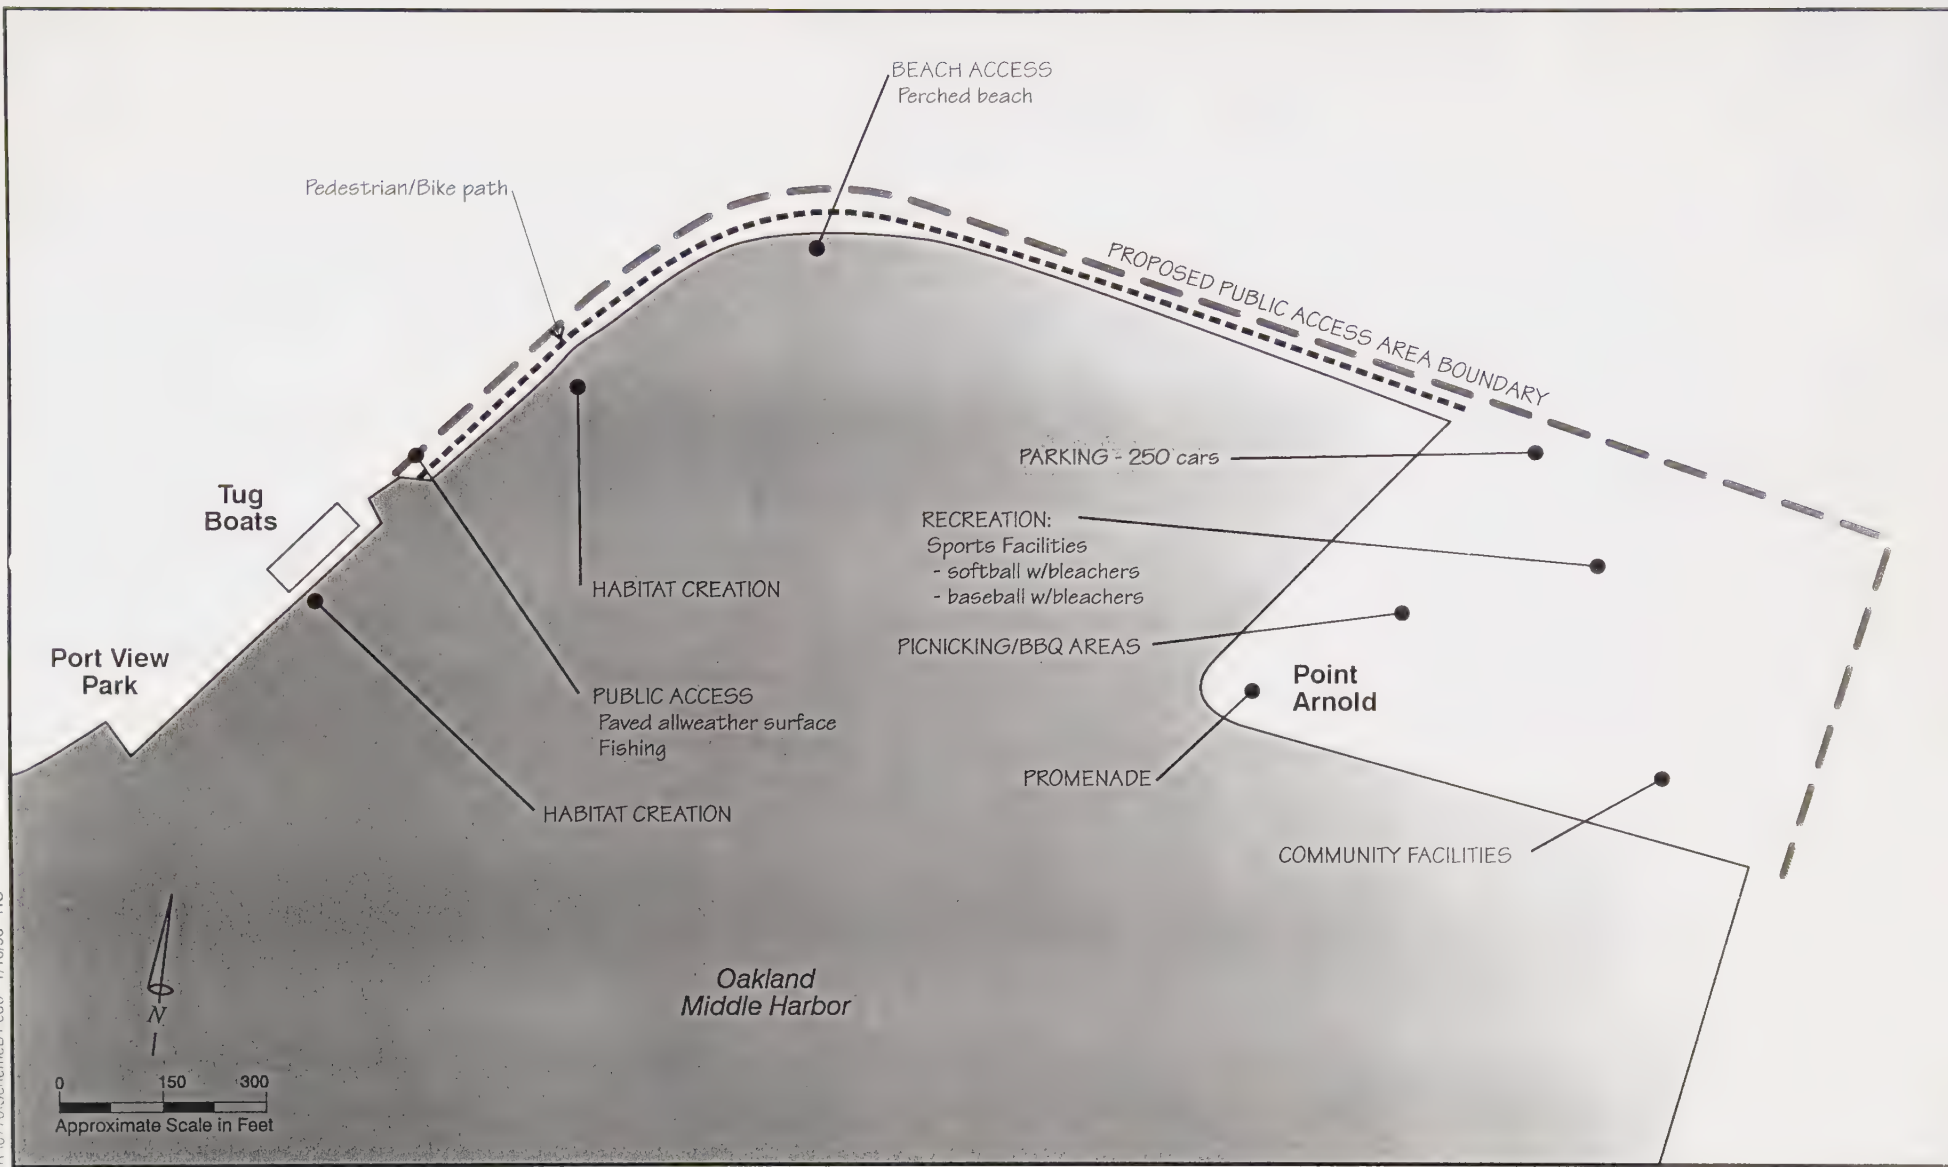 BEACH ACCESS
Perched beach
Pedestrian/Bike path
PROPOSED PUBLIC ACCESS AREA BOUNDARY
PARKING - 250 cars
Tug
Boats
RECREATION:
Sports Facilities
- softball w/bleachers
- baseball w/bleachers
HABITAT CREATION
PICNICKING/BBQ AREAS
Port View
Park
Point
Arnold
PUBLIC ACCESS
Paved allweather surface
Fishing
PROMENADE
HABITAT CREATION
COMMUNITY FACILITIES
Oakland
Middle Harbor
N
0 150 300
Approximate Scale in Feet